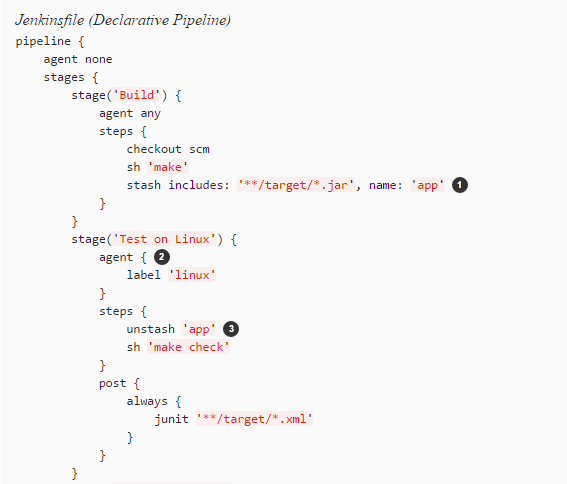 Jenkinsfile (Declarative Pipeline)
pipeline {
    agent none
    stages {
        stage('Build') {
            agent any
            steps {
                checkout scm
                sh 'make'
                stash includes: '**/target/*.jar', name: 'app' 1
            }
        }
        stage('Test on Linux') {
            agent { 2
                label 'linux'
            }
            steps {
                unstash 'app' 3
                sh 'make check'
            }
            post {
                always {
                    junit '**/target/*.xml'
                }
            }
        }